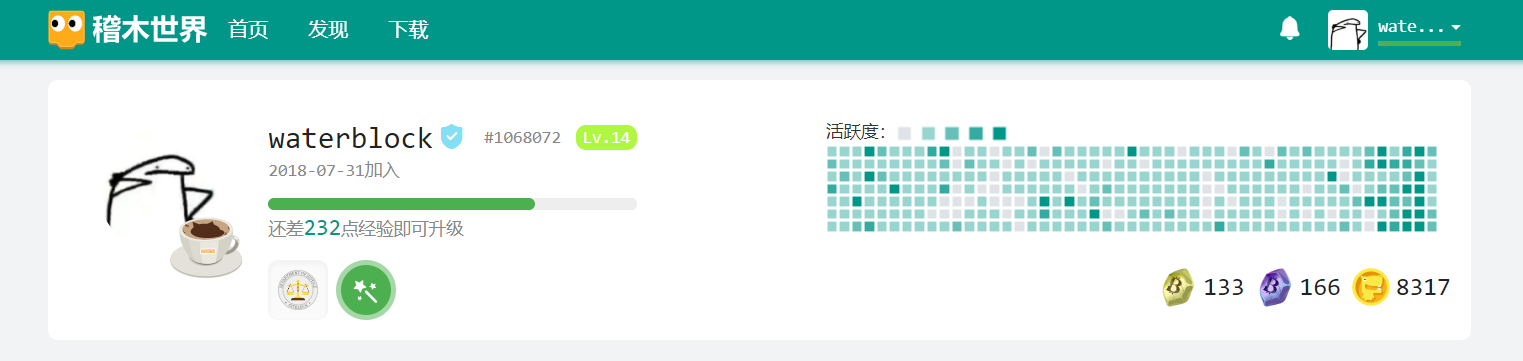 稽木世界 首页 发现 下载 wate...
waterblock #1068072 Lv.14
2018-07-31加入
还差232点经验即可升级
活跃度：
133 166 8317